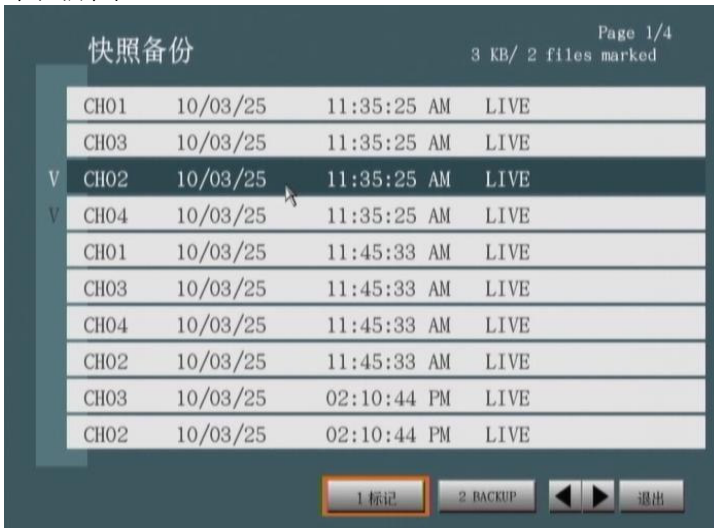 快照备份
Page 1/4
3 KB/ 2 files marked
CH01 10/03/25 11:35:25 AM LIVE
CH03 10/03/25 11:35:25 AM LIVE
V CH02 10/03/25 11:35:25 AM LIVE
V CH04 10/03/25 11:35:25 AM LIVE
CH01 10/03/25 11:45:33 AM LIVE
CH03 10/03/25 11:45:33 AM LIVE
CH04 10/03/25 11:45:33 AM LIVE
CH02 10/03/25 11:45:33 AM LIVE
CH03 10/03/25 02:10:44 PM LIVE
CH02 10/03/25 02:10:44 PM LIVE
1 标记 2 BACKUP 退出